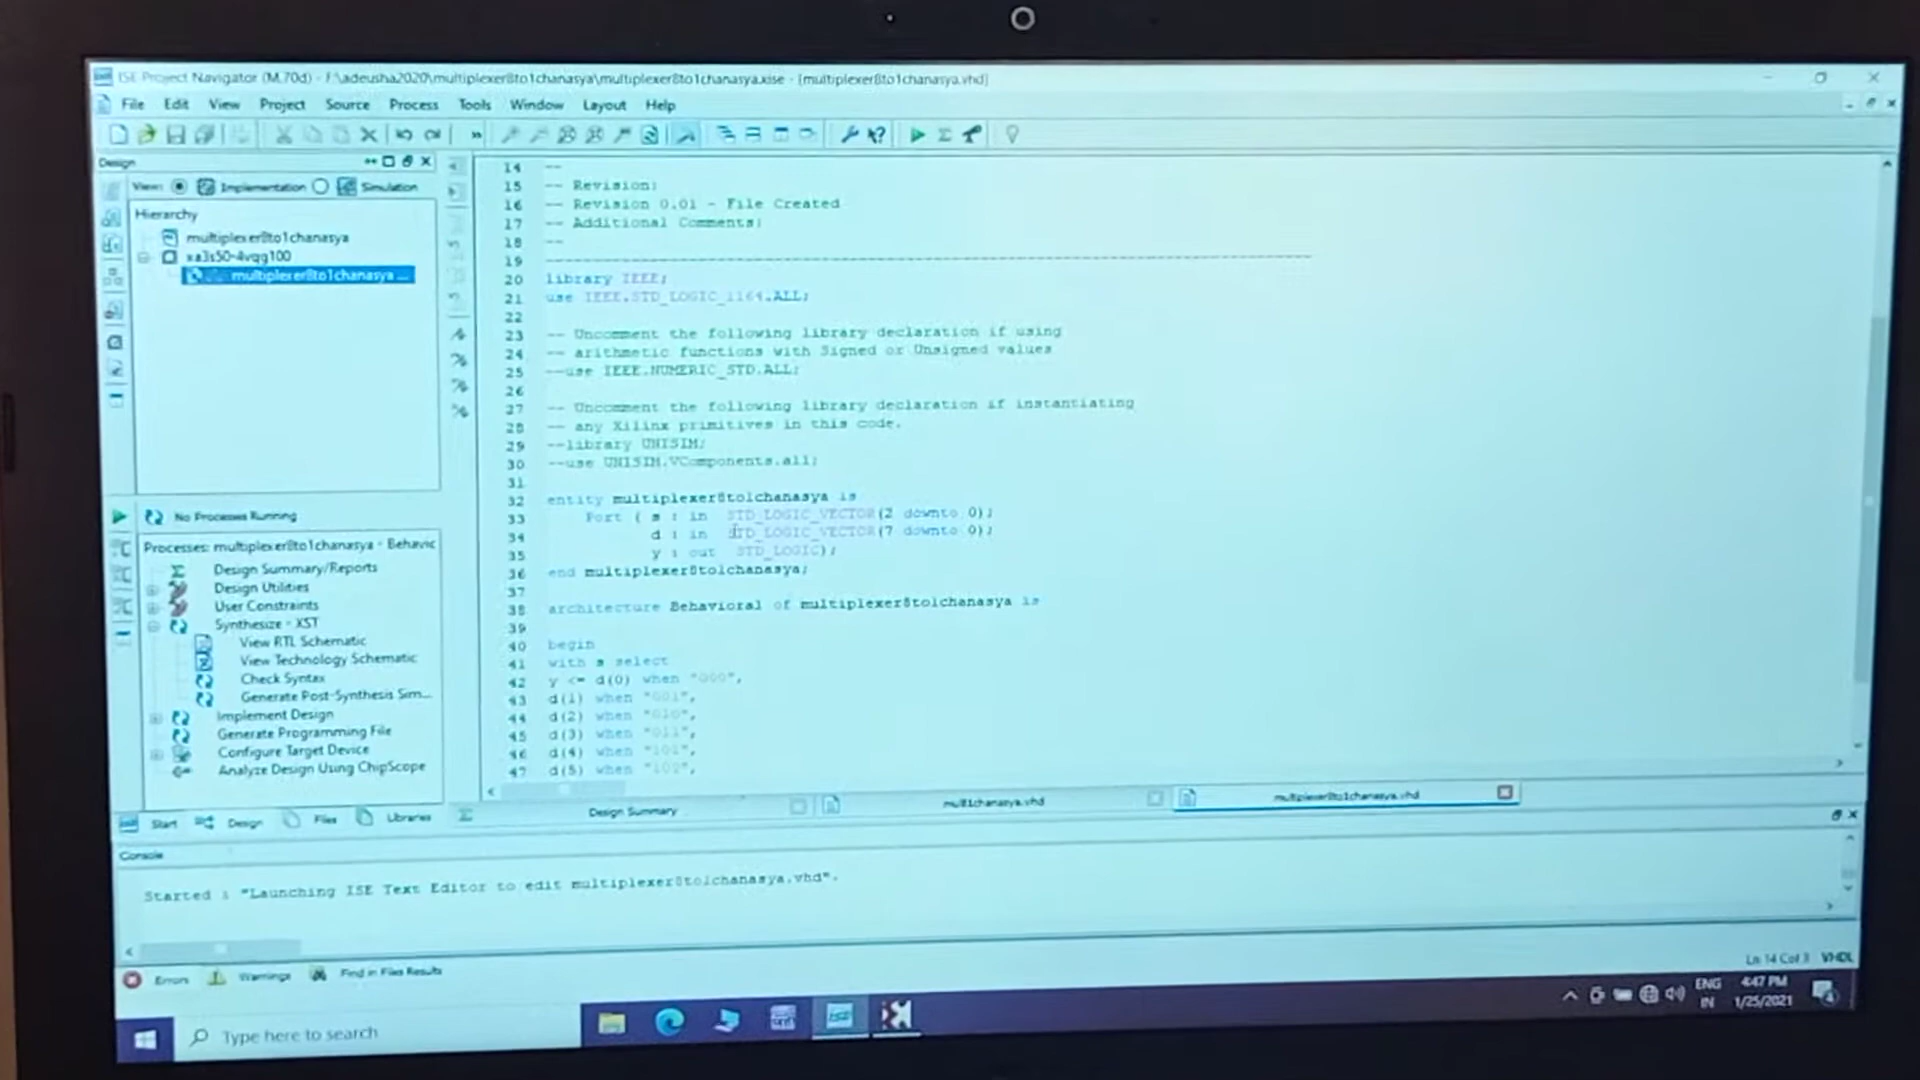 ISE Project Navigator (M.70d) - F:\adeusha2020\multiplexer8to1chanasya\multiplexer8to1chanasya.xise - [multiplexer8to1chanasya.vhd]
File Edit View Project Source Process Tools Window Layout Help
Design
View: Implementation Simulation
Hierarchy
multiplexer8to1chanasya
xa3s50-4vqg100
multiplexer8to1chanasya ...
No Processes Running
Processes: multiplexer8to1chanasya - Behavic
Design Summary/Reports
Design Utilities
User Constraints
Synthesize - XST
View RTL Schematic
View Technology Schematic
Check Syntax
Generate Post-Synthesis Sim...
Implement Design
Generate Programming File
Configure Target Device
Analyze Design Using ChipScope
Start Design Files Libraries
14 --
15 -- Revision:
16 -- Revision 0.01 - File Created
17 -- Additional Comments:
18 --
19 ----------------------------------------------------------------------------------
20 library IEEE;
21 use IEEE.STD_LOGIC_1164.ALL;
22
23 -- Uncomment the following library declaration if using
24 -- arithmetic functions with Signed or Unsigned values
25 --use IEEE.NUMERIC_STD.ALL;
26
27 -- Uncomment the following library declaration if instantiating
28 -- any Xilinx primitives in this code.
29 --library UNISIM;
30 --use UNISIM.VComponents.all;
31
32 entity multiplexer8to1chanasya is
33 Port ( s : in STD_LOGIC_VECTOR(2 downto 0);
34 d : in STD_LOGIC_VECTOR(7 downto 0);
35 y : out STD_LOGIC);
36 end multiplexer8to1chanasya;
37
38 architecture Behavioral of multiplexer8to1chanasya is
39
40 begin
41 with s select
42 y <= d(0) when "000",
43 d(1) when "001",
44 d(2) when "010",
45 d(3) when "011",
46 d(4) when "101",
47 d(5) when "100",
Design Summary mul81chanasya.vhd multiplexer8to1chanasya.vhd
Console
Started : "Launching ISE Text Editor to edit multiplexer8to1chanasya.vhd".
Errors Warnings Find in Files Results
Ln 14 Col 3 VHDL
Type here to search
ENG
IN
4:47 PM
1/25/2021